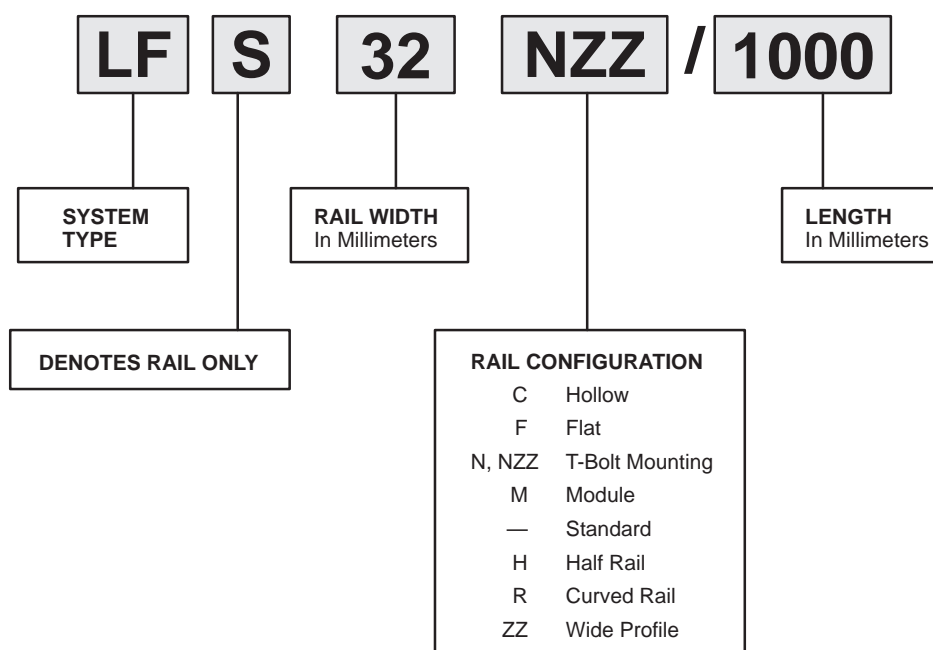 LF S 32 NZZ / 1000
SYSTEM
TYPE
RAIL WIDTH
In Millimeters
LENGTH
In Millimeters
DENOTES RAIL ONLY
RAIL CONFIGURATION
C Hollow
F Flat
N, NZZ T-Bolt Mounting
M Module
— Standard
H Half Rail
R Curved Rail
ZZ Wide Profile